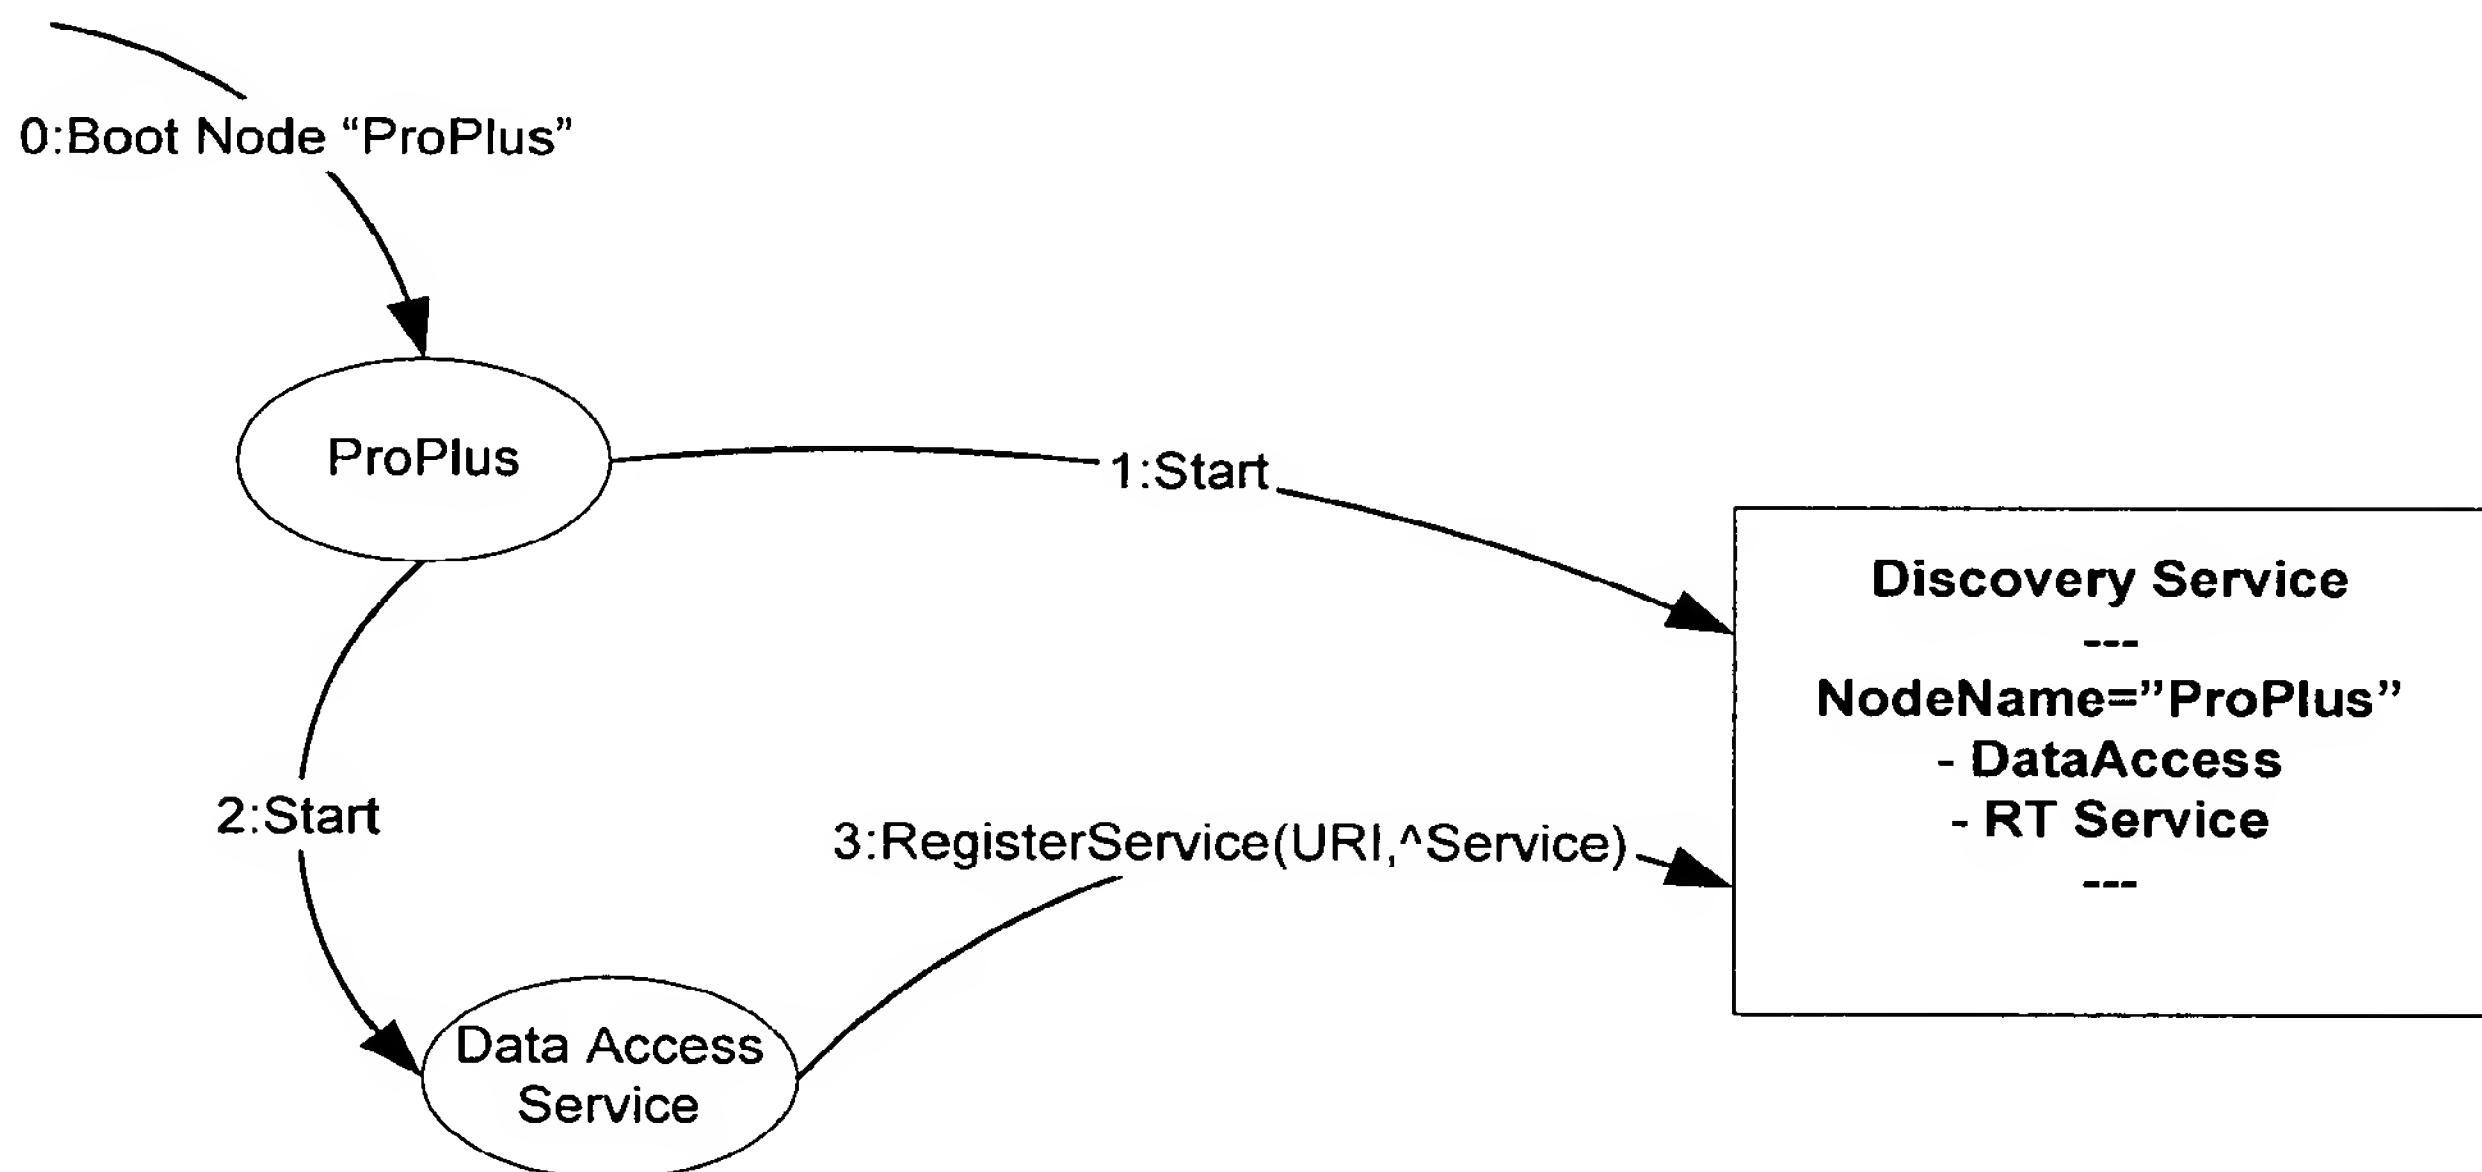 0:Boot Node “ProPlus”
ProPlus
1:Start
Discovery Service
---
NodeName=”ProPlus”
- DataAccess
- RT Service
---
2:Start
3:RegisterService(URI,^Service)
Data Access
Service